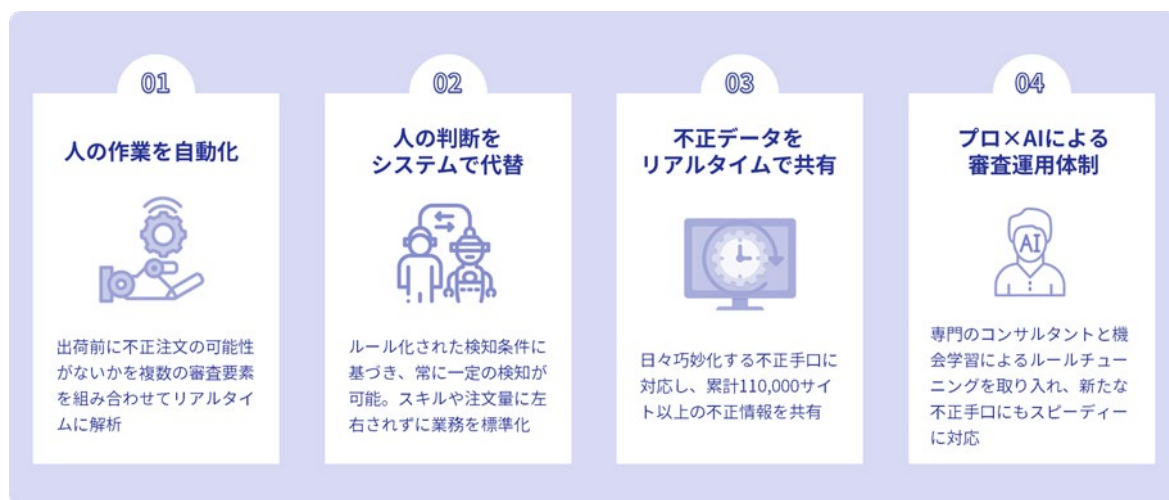 01
人の作業を自動化
出荷前に不正注文の可能性
がないかを複数の審査要素
を組み合わせてリアルタイ
ムに解析
02
人の判断を
システムで代替
ルール化された検知条件に
基づき、常に一定の検知が
可能。スキルや注文量に左
右されずに業務を標準化
03
不正データを
リアルタイムで共有
日々巧妙化する不正手口に
対応し、累計110,000サイ
ト以上の不正情報を共有
04
プロ×AIによる
審査運用体制
AI
専門のコンサルタントと機
会学習によるルールチュー
ニングを取り入れ、新たな
不正手口にもスピーディー
に対応